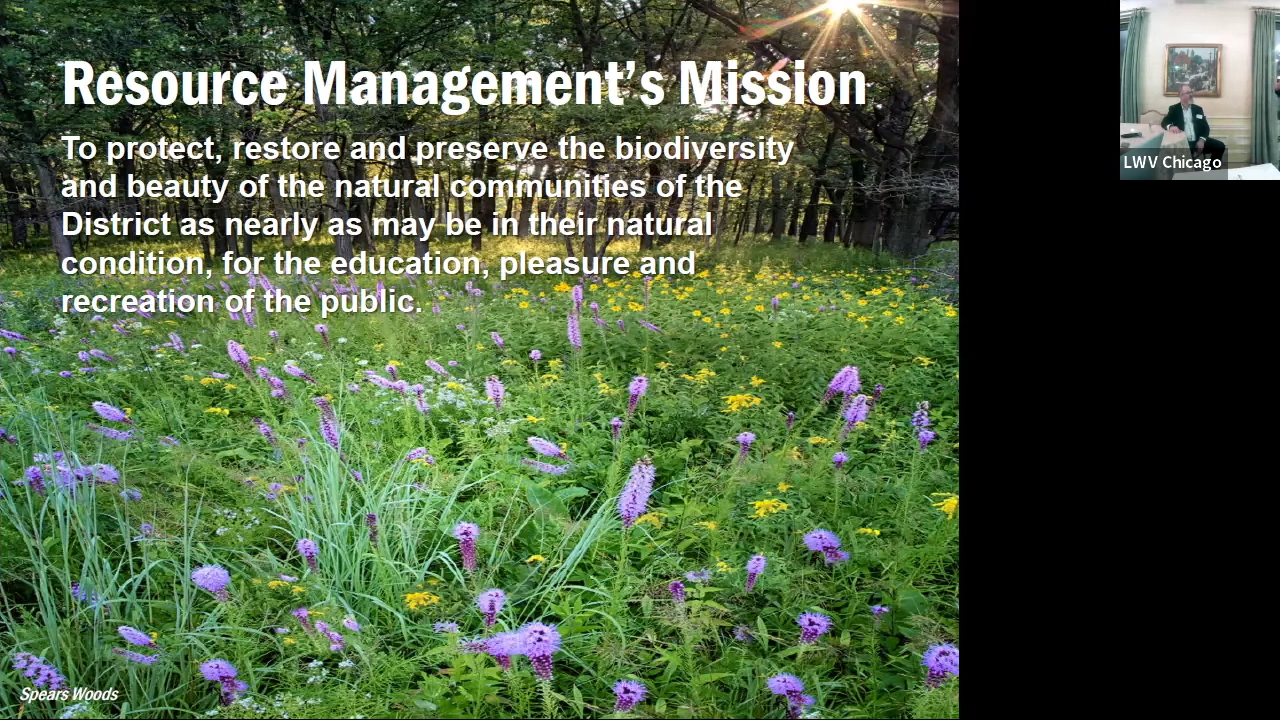 Resource Management's Mission
To protect, restore and preserve the biodiversity
and beauty of the natural communities of the
District as nearly as may be in their natural
condition, for the education, pleasure and
recreation of the public.
LWV Chicago
Spears Woods